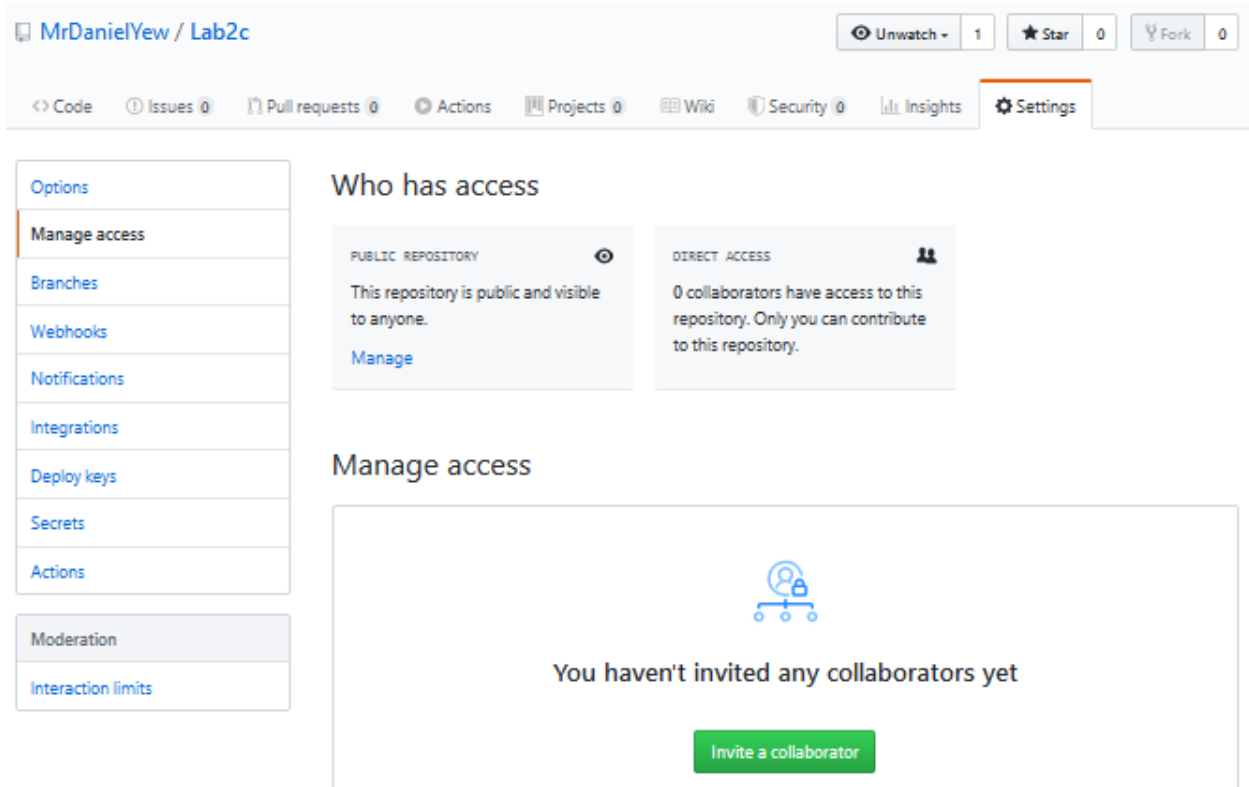 MrDanielYew / Lab2c
Unwatch 1 Star 0 Fork 0
Code Issues 0 Pull requests 0 Actions Projects 0 Wiki Security 0 Insights Settings
Options
Manage access
Branches
Webhooks
Notifications
Integrations
Deploy keys
Secrets
Actions
Moderation
Interaction limits
Who has access
PUBLIC REPOSITORY
This repository is public and visible
to anyone.
Manage
DIRECT ACCESS
0 collaborators have access to this
repository. Only you can contribute
to this repository.
Manage access
You haven't invited any collaborators yet
Invite a collaborator